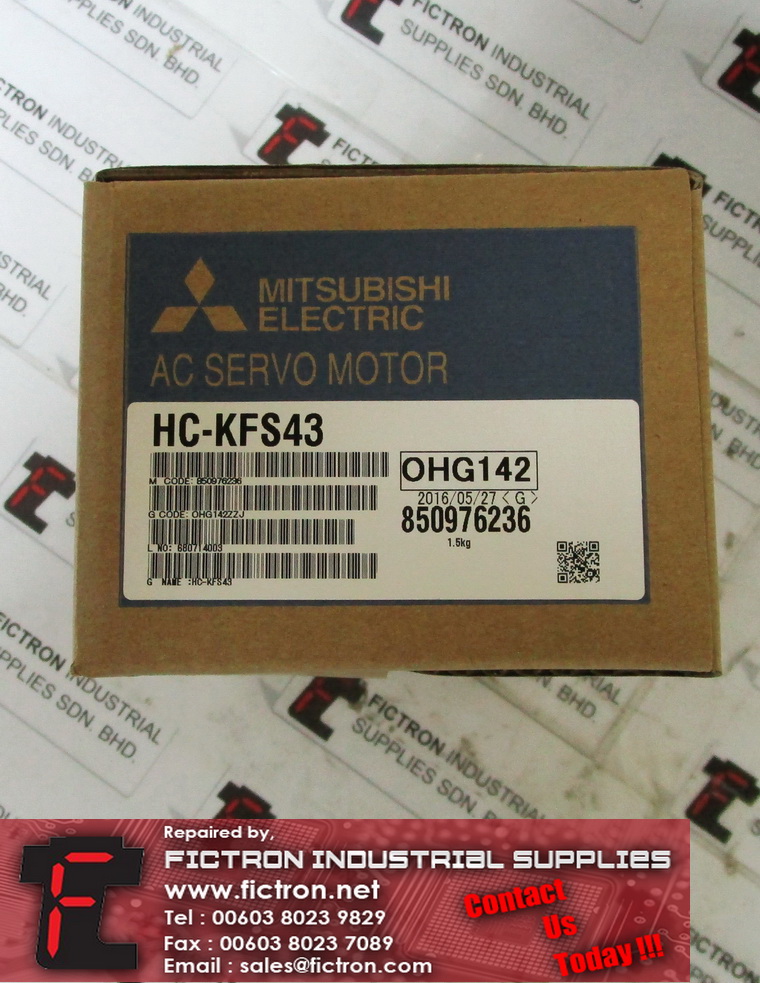 FICTRON INDUSTRIAL
SUPPLIES SDN. BHD.
MITSUBISHI
ELECTRIC
AC SERVO MOTOR
HC-KFS43
M CODE: 850976236
G CODE: OHG142ZZJ
L NO: 680714003
G NAME :HC-KFS43
OHG142
2016/05/27 < G >
850976236
1.5kg
Repaired by,
FICTRON INDUSTRIAL SUPPLIES
www.fictron.net
Tel : 00603 8023 9829
Fax : 00603 8023 7089
Email : sales@fictron.com
Contact
Us
Today !!!